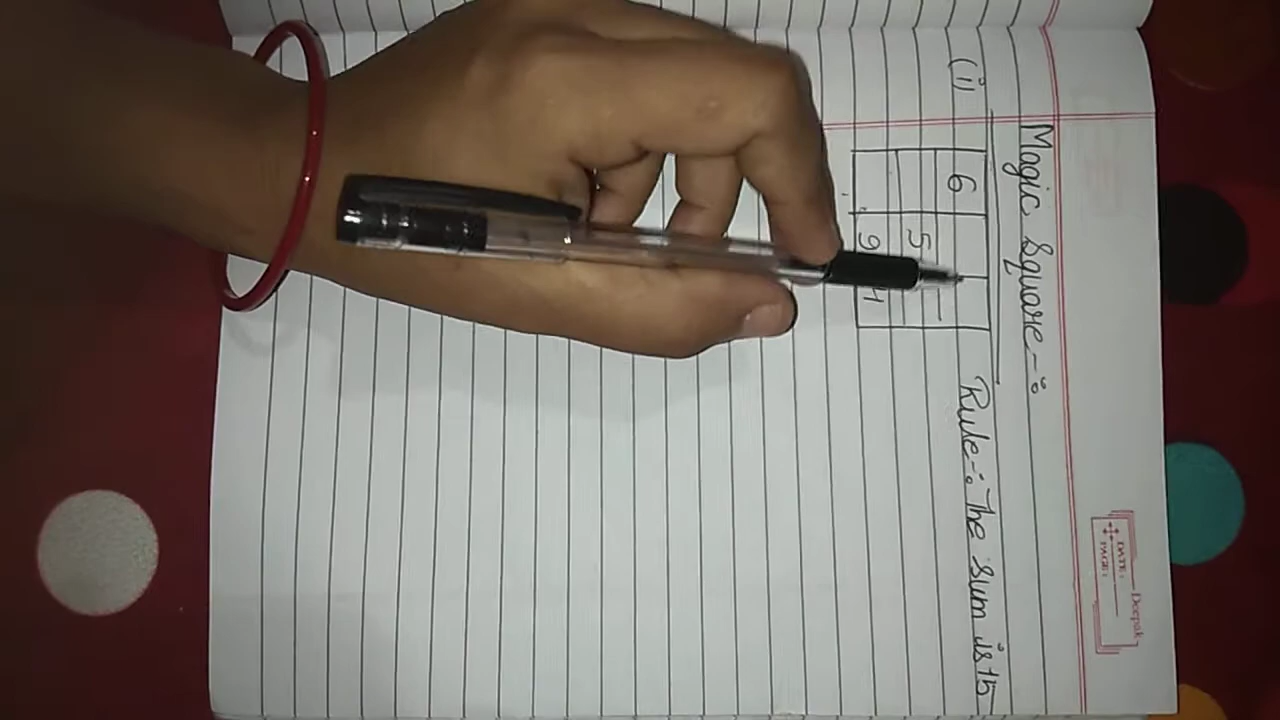 Deepak
DATE:
PAGE:
Magic Square-:
(i)
Rule-: The sum is 15
6
5
9 4